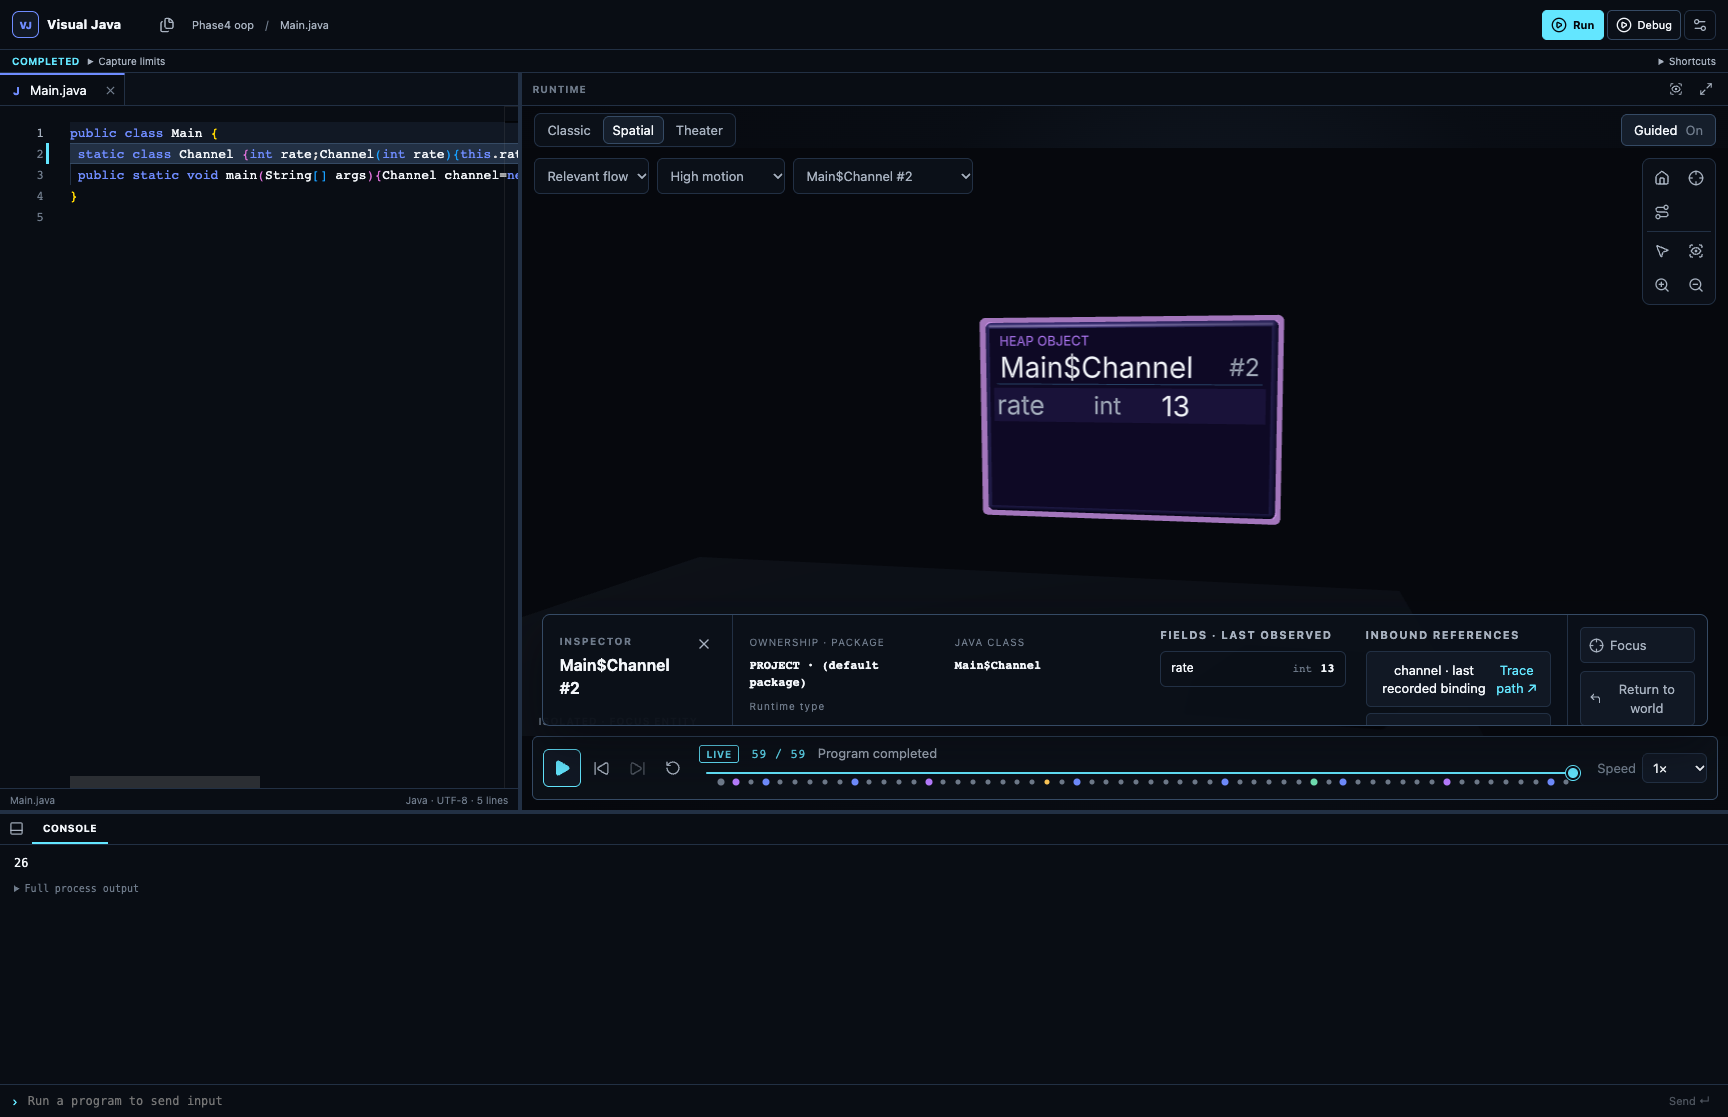 VJ Visual Java Phase4 oop / Main.java Run Debug
COMPLETED Capture limits Shortcuts
J Main.java
RUNTIME
Classic Spatial Theater Guided On
Relevant flow High motion Main$Channel #2
1 public class Main {
2 static class Channel {int rate;Channel(int rate){this.rat
3 public static void main(String[] args){Channel channel=ne
4 }
5
HEAP OBJECT
Main$Channel #2
rate int 13
INSPECTOR
Main$Channel
#2
OWNERSHIP · PACKAGE
PROJECT · (default
package)
Runtime type
JAVA CLASS
Main$Channel
FIELDS · LAST OBSERVED
rate int 13
INBOUND REFERENCES
channel · last
recorded binding
Trace
path ↗
Focus
Return to
world
LIVE 59 / 59 Program completed
Speed 1×
Main.java Java · UTF-8 · 5 lines
CONSOLE
26
Full process output
› Run a program to send input Send ↵